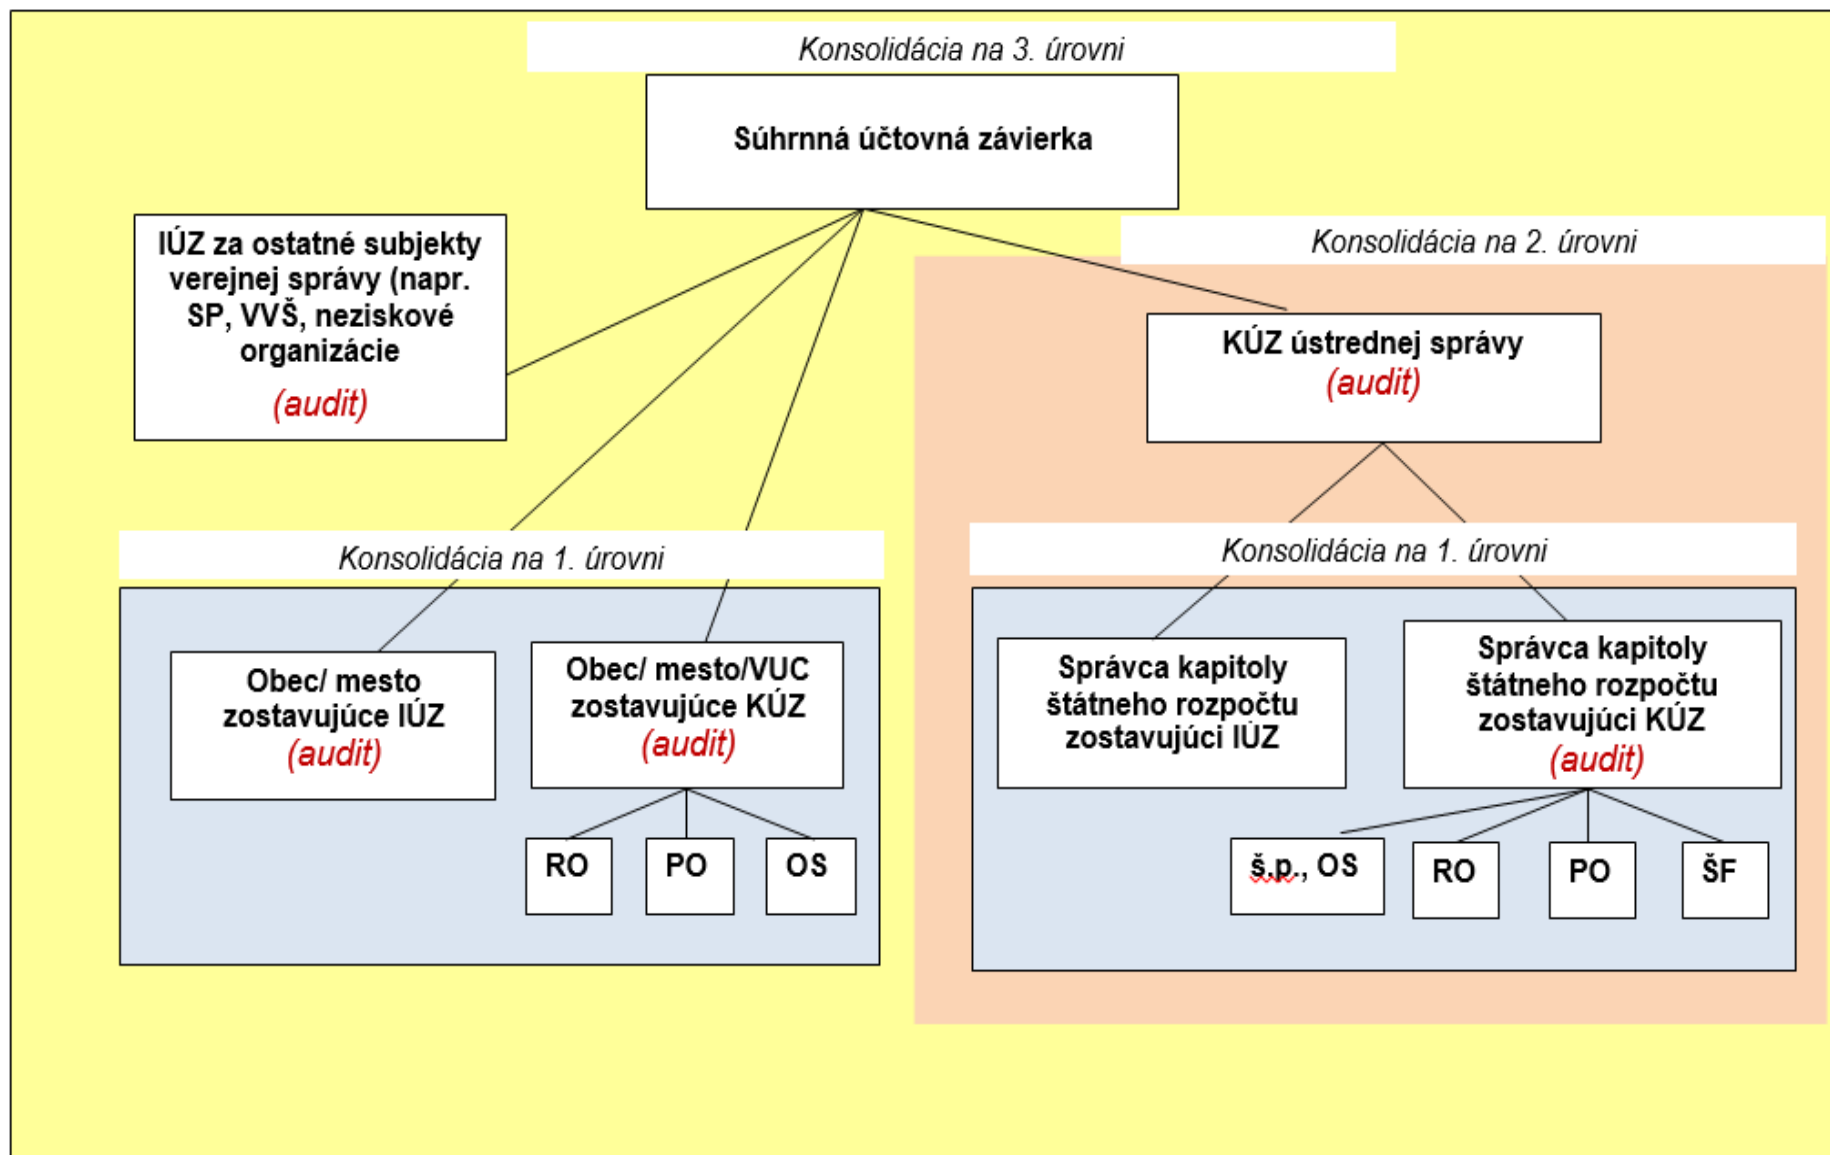 Konsolidácia na 3. úrovni
Súhrnná účtovná závierka
IÚZ za ostatné subjekty
verejnej správy (napr.
SP, VVŠ, neziskové
organizácie
(audit)
Konsolidácia na 2. úrovni
KÚZ ústrednej správy
(audit)
Konsolidácia na 1. úrovni
Obec/ mesto
zostavujúce IÚZ
(audit)
Obec/ mesto/VUC
zostavujúce KÚZ
(audit)
RO
PO
OS
Konsolidácia na 1. úrovni
Správca kapitoly
štátneho rozpočtu
zostavujúci IÚZ
Správca kapitoly
štátneho rozpočtu
zostavujúci KÚZ
(audit)
š.p., OS
RO
PO
ŠF